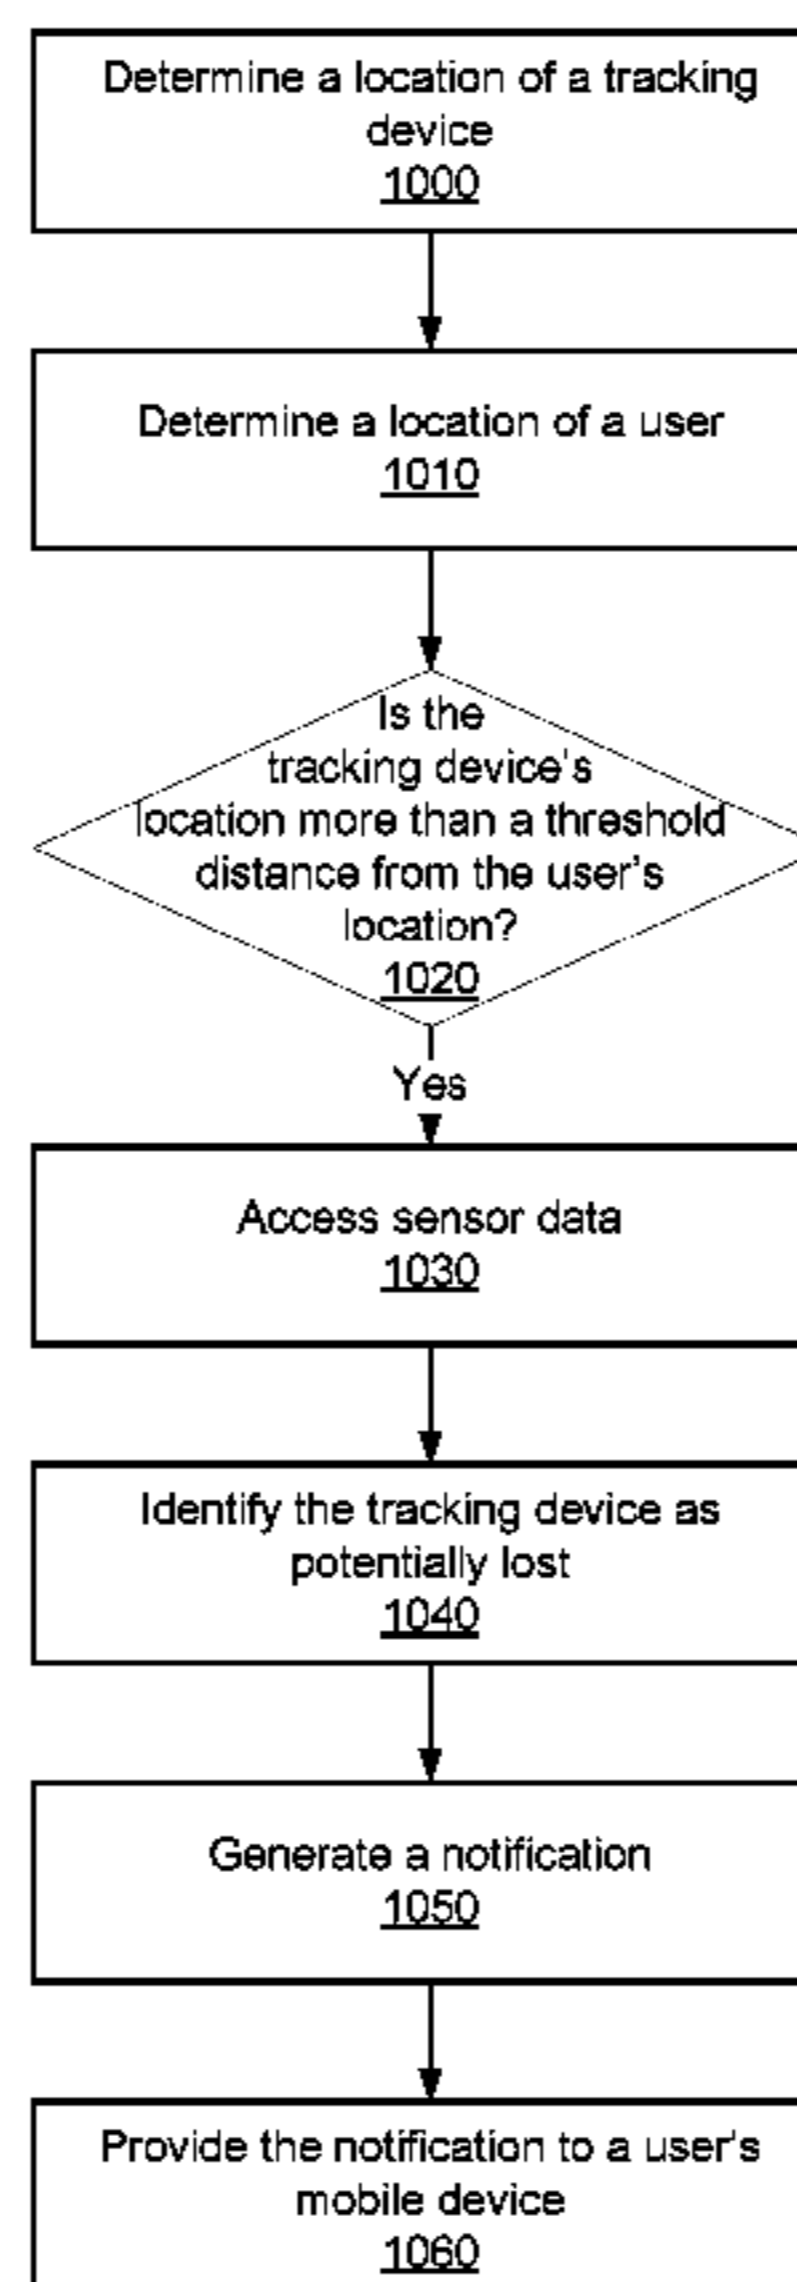 Determine a location of a tracking
device
1000
Determine a location of a user
1010
Is the
tracking device's
location more than a threshold
distance from the user's
location?
1020
Yes
Access sensor data
1030
Identify the tracking device as
potentially lost
1040
Generate a notification
1050
Provide the notification to a user's
mobile device
1060